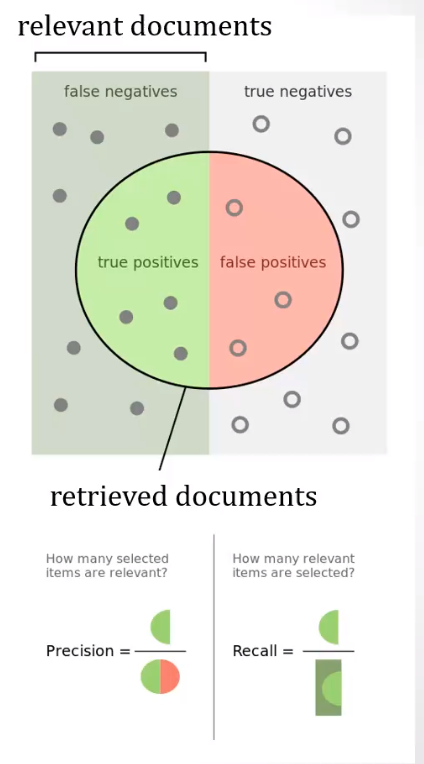 relevant documents
false negatives
true negatives
true positives
false positives
retrieved documents
How many selected
items are relevant?
Precision =
How many relevant
items are selected?
Recall =